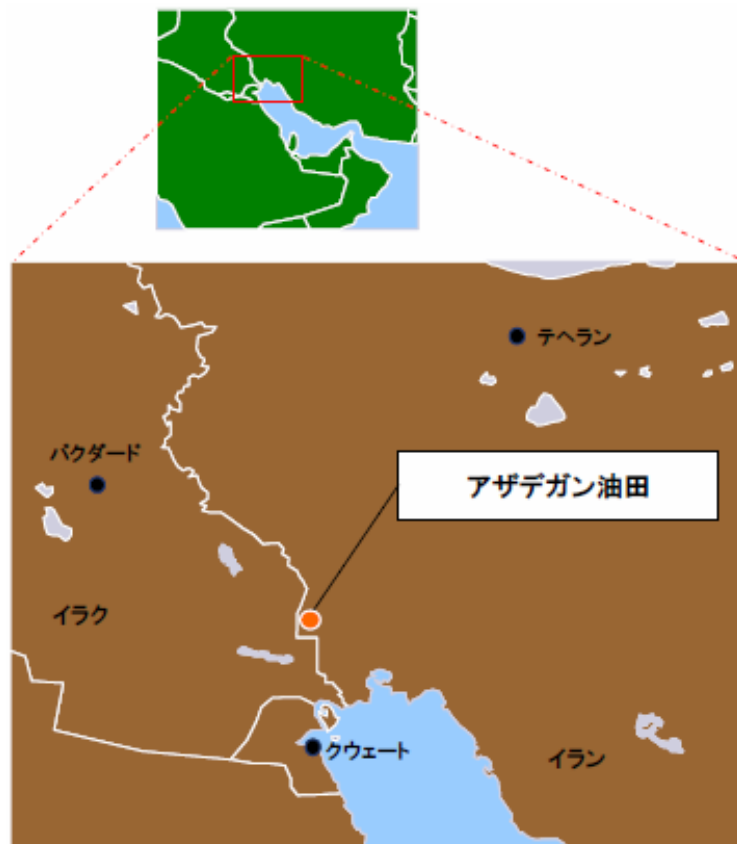 テヘラン
バクダード
アザデガン油田
イラク
クウェート
イラン